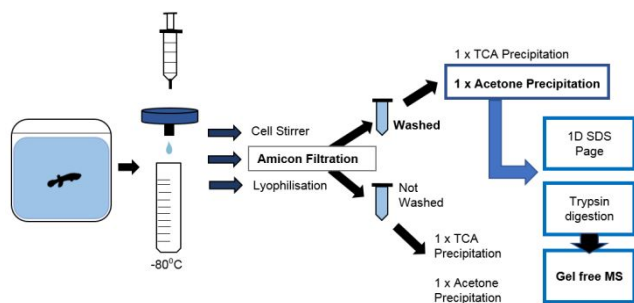 1 x TCA Precipitation
1 x Acetone Precipitation
Cell Stirrer
Washed
1D SDS
Page
Amicon Filtration
Lyophilisation
Not
Washed
Trypsin
digestion
1 x TCA
Precipitation
-80⁰C
Gel free MS
1 x Acetone
Precipitation